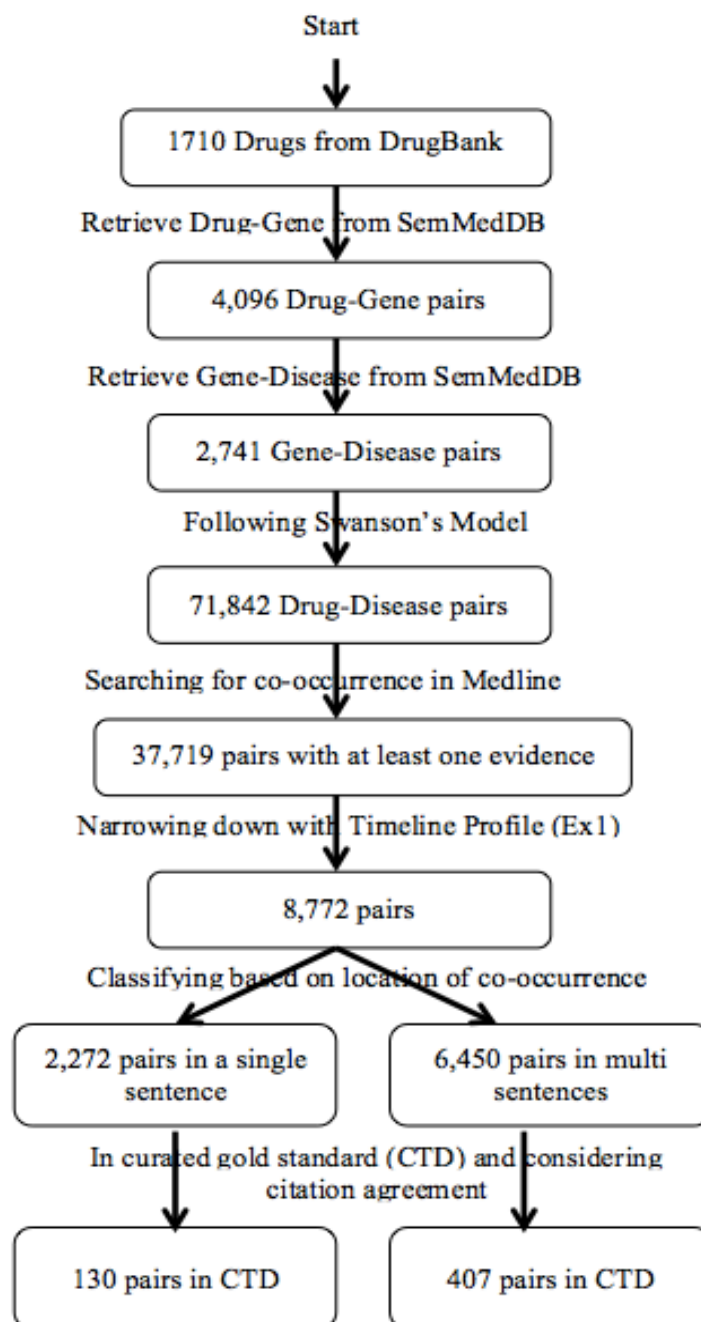 Start
1710 Drugs from DrugBank
Retrieve Drug-Gene from SemMedDB
4,096 Drug-Gene pairs
Retrieve Gene-Disease from SemMedDB
2,741 Gene-Disease pairs
Following Swanson's Model
71,842 Drug-Disease pairs
Searching for co-occurrence in Medline
37,719 pairs with at least one evidence
Narrowing down with Timeline Profile (Ex1)
8,772 pairs
Classifying based on location of co-occurrence
2,272 pairs in a single
sentence
6,450 pairs in multi
sentences
In curated gold standard (CTD) and considering
citation agreement
130 pairs in CTD
407 pairs in CTD